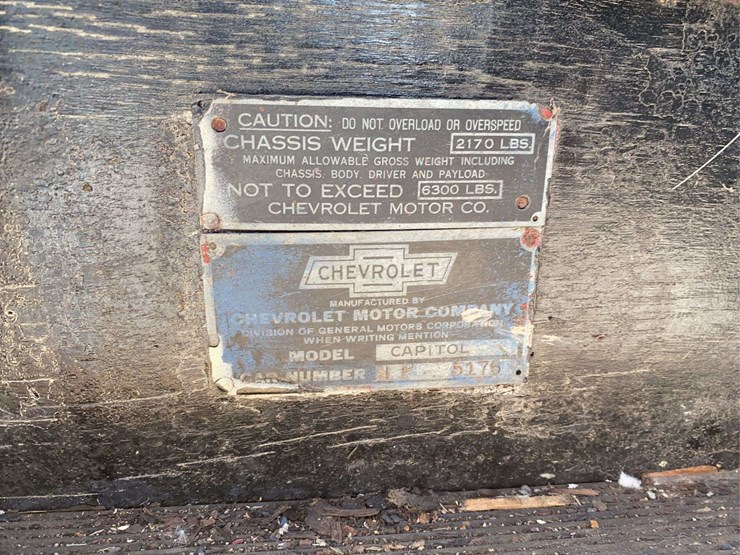 CAUTION: DO NOT OVERLOAD OR OVERSPEED
CHASSIS WEIGHT 2170 LBS.
MAXIMUM ALLOWABLE GROSS WEIGHT INCLUDING
CHASSIS, BODY, DRIVER AND PAYLOAD
NOT TO EXCEED 6300 LBS.
CHEVROLET MOTOR CO.
CHEVROLET
MANUFACTURED BY
CHEVROLET MOTOR COMPANY
DIVISION OF GENERAL MOTORS CORPORATION
WHEN WRITING MENTION
MODEL CAPITOL
CAR NUMBER 5176